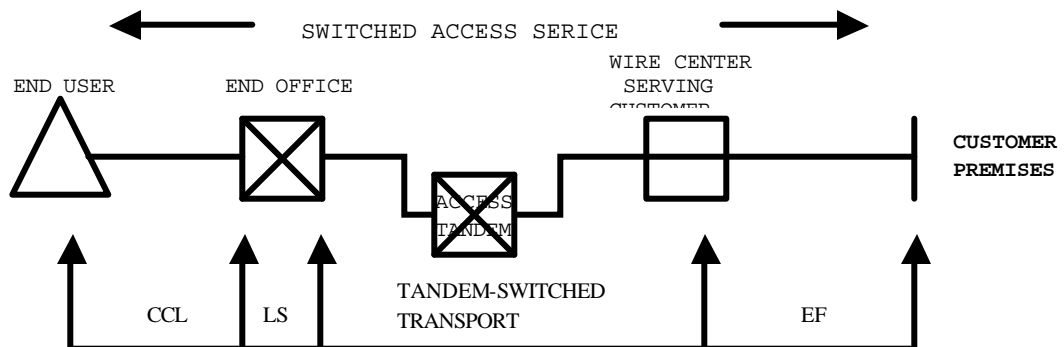 SWITCHED ACCESS SERICE
WIRE CENTER
SERVING
CUSTOMER
END USER
END OFFICE
CUSTOMER
PREMISES
ACCESS
TANDEM
TANDEM-SWITCHED
TRANSPORT
CCL
LS
EF